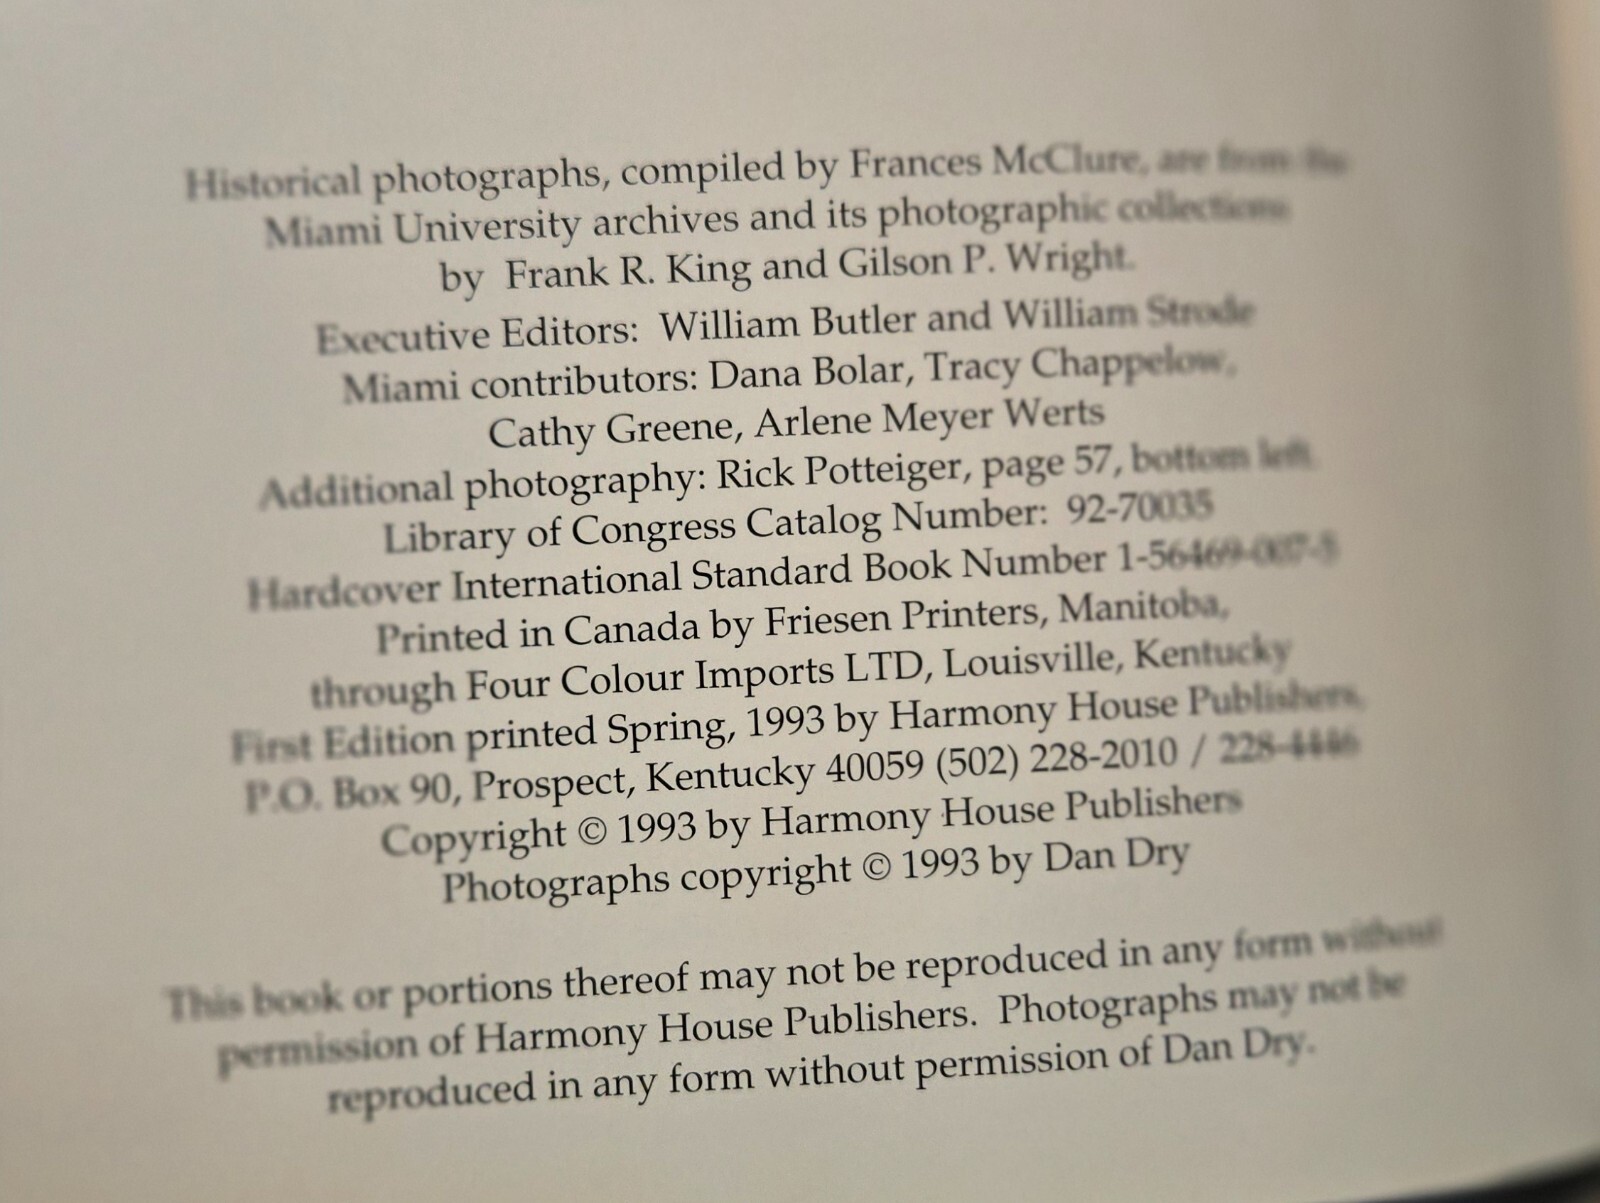 Historical photographs, compiled by Frances McClure, are from the
Miami University archives and its photographic collections
by Frank R. King and Gilson P. Wright.
Executive Editors: William Butler and William Strode
Miami contributors: Dana Bolar, Tracy Chappelow,
Cathy Greene, Arlene Meyer Werts
Additional photography: Rick Potteiger, page 57, bottom left.
Library of Congress Catalog Number: 92-70035
Hardcover International Standard Book Number 1-56469-007-5
Printed in Canada by Friesen Printers, Manitoba,
through Four Colour Imports LTD, Louisville, Kentucky
First Edition printed Spring, 1993 by Harmony House Publishers,
P.O. Box 90, Prospect, Kentucky 40059 (502) 228-2010 / 228-4446
Copyright © 1993 by Harmony House Publishers
Photographs copyright © 1993 by Dan Dry
This book or portions thereof may not be reproduced in any form without
permission of Harmony House Publishers. Photographs may not be
reproduced in any form without permission of Dan Dry.